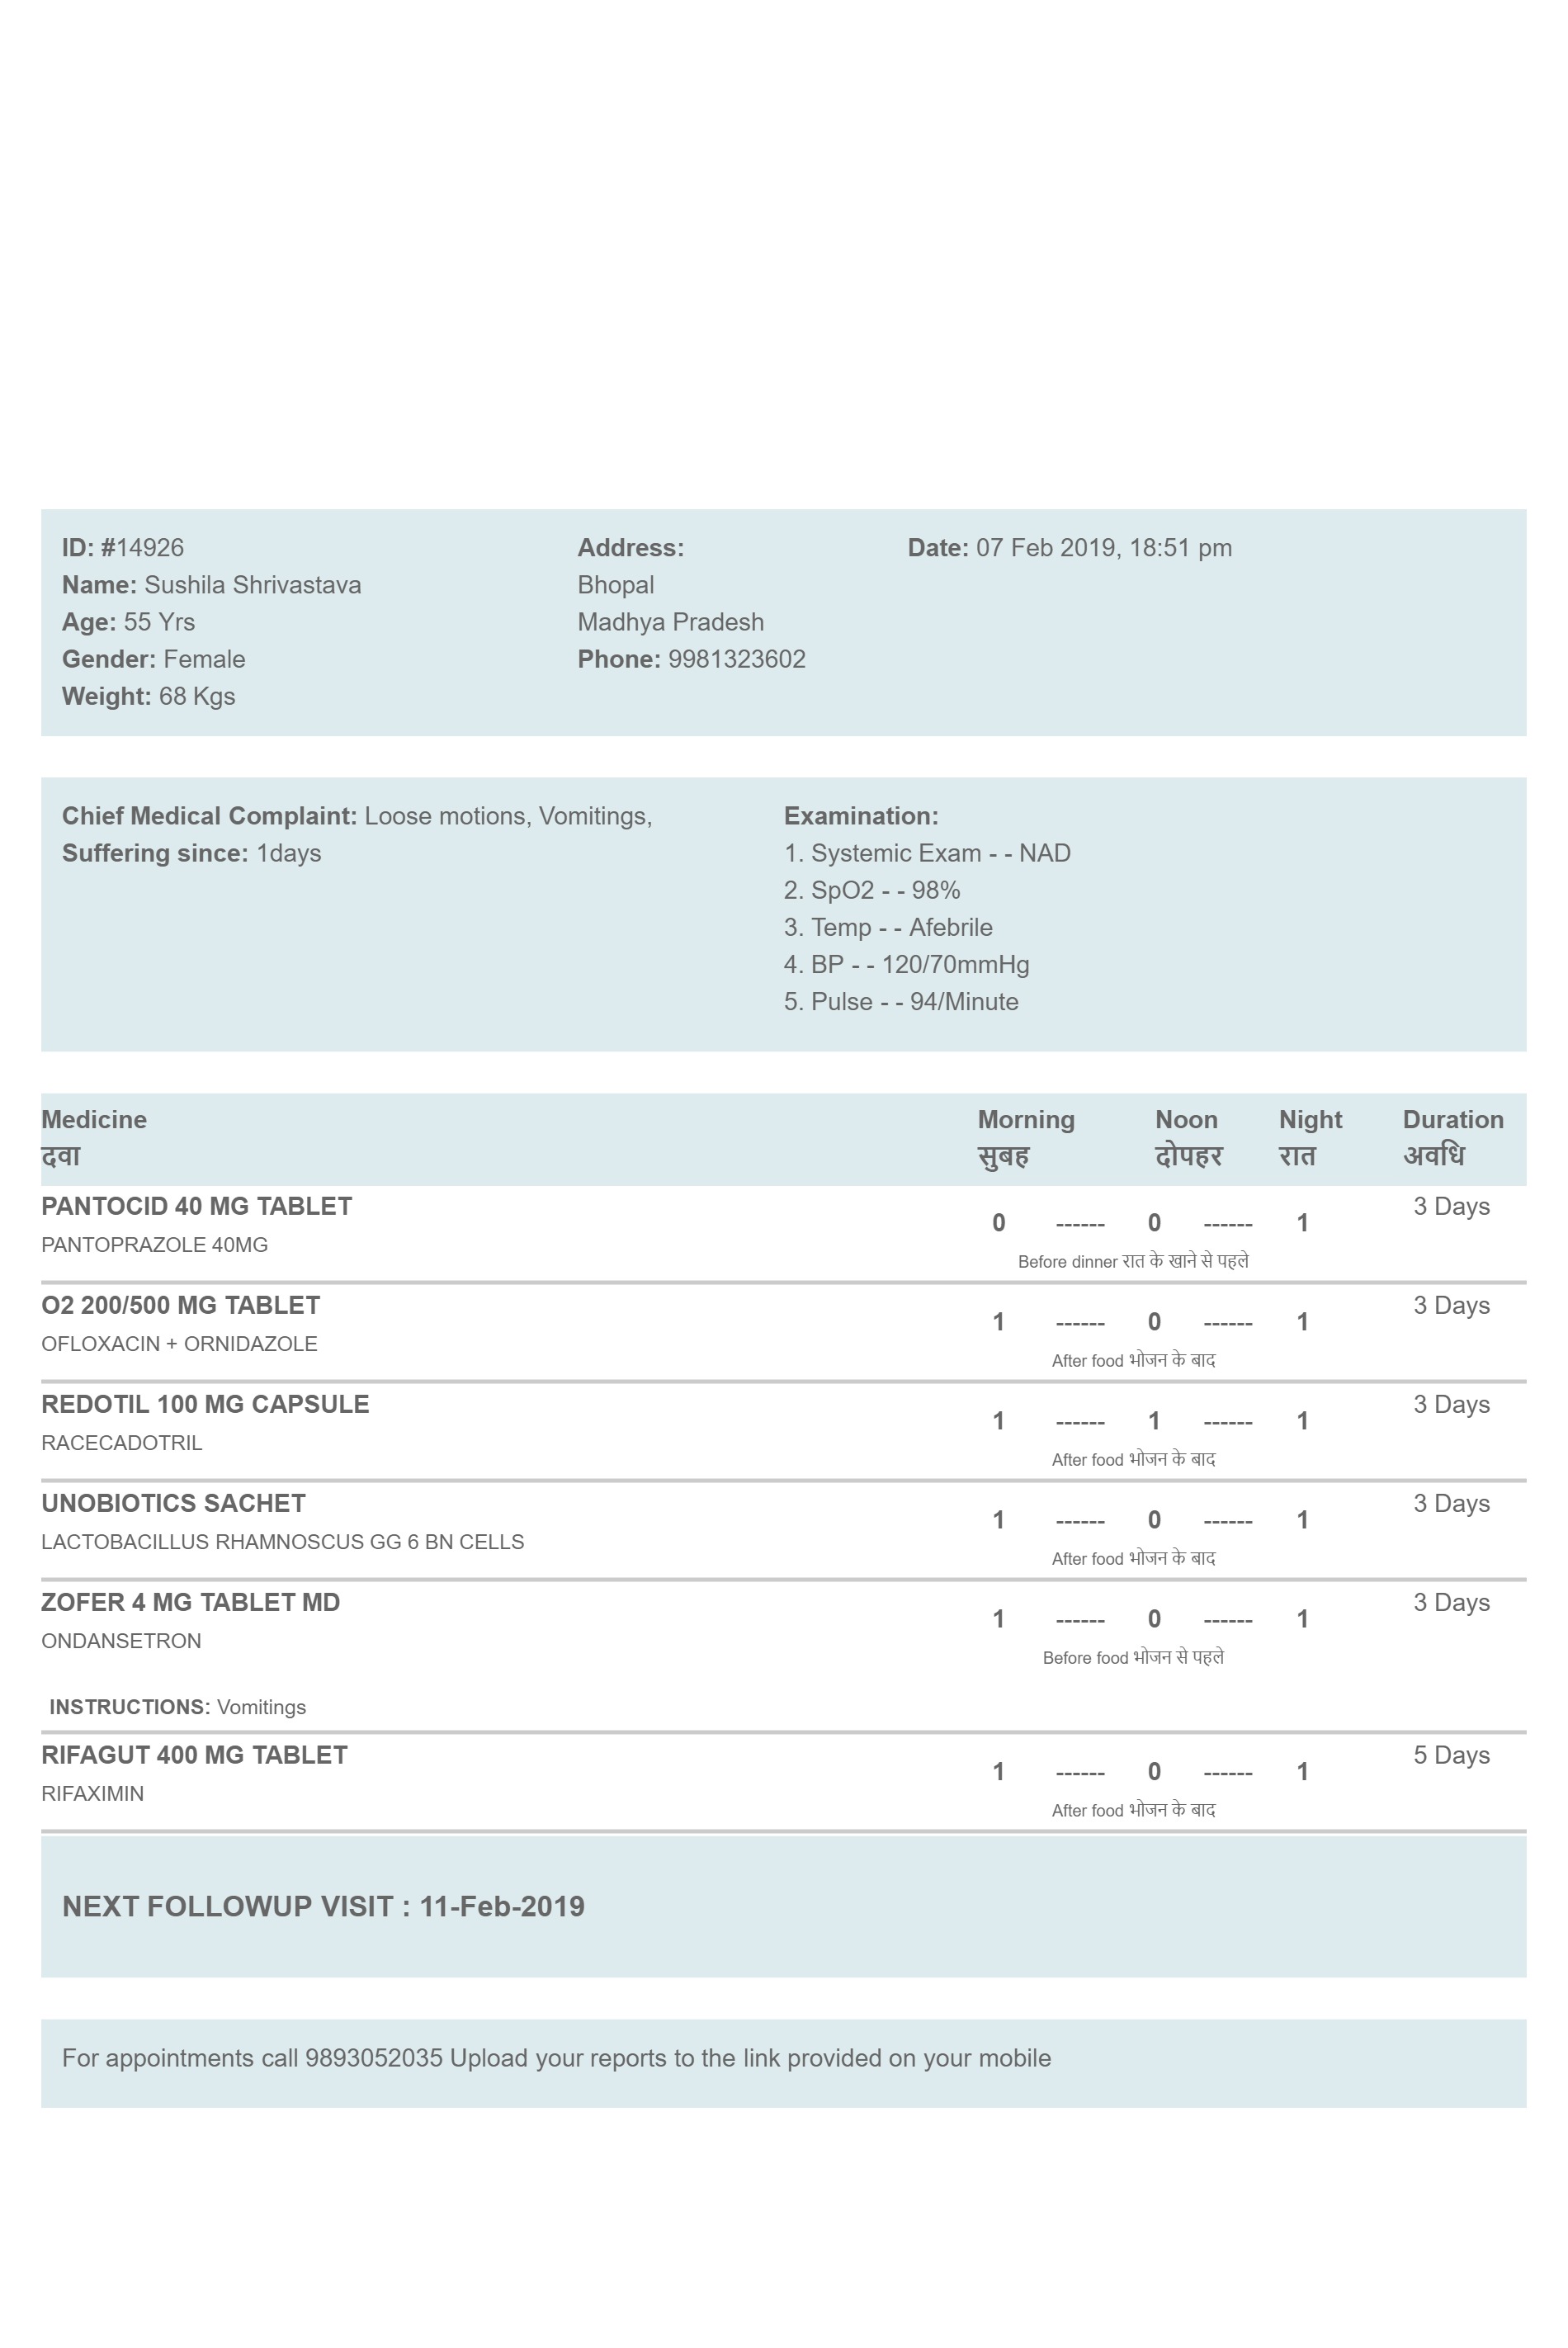 ID: #14926
Name: Sushila Shrivastava
Age: 55 Yrs
Gender: Female
Weight: 68 Kgs
Address:
Bhopal
Madhya Pradesh
Phone: 9981323602
Date: 07 Feb 2019, 18:51 pm
Chief Medical Complaint: Loose motions, Vomitings,
Suffering since: 1days
Examination:
1. Systemic Exam - - NAD
2. SpO2 - - 98%
3. Temp - - Afebrile
4. BP - - 120/70mmHg
5. Pulse - - 94/Minute
Medicine Morning Noon Night Duration
दवा सुबह दोपहर रात अवधि
PANTOCID 40 MG TABLET 3 Days
0 ------ 0 ------ 1
PANTOPRAZOLE 40MG
Before dinner रात के खाने से पहले
O2 200/500 MG TABLET 3 Days
1 ------ 0 ------ 1
OFLOXACIN + ORNIDAZOLE
After food भोजन के बाद
REDOTIL 100 MG CAPSULE 3 Days
1 ------ 1 ------ 1
RACECADOTRIL
After food भोजन के बाद
UNOBIOTICS SACHET 3 Days
1 ------ 0 ------ 1
LACTOBACILLUS RHAMNOSCUS GG 6 BN CELLS
After food भोजन के बाद
ZOFER 4 MG TABLET MD 3 Days
1 ------ 0 ------ 1
ONDANSETRON
Before food भोजन से पहले
INSTRUCTIONS: Vomitings
RIFAGUT 400 MG TABLET 5 Days
1 ------ 0 ------ 1
RIFAXIMIN
After food भोजन के बाद
NEXT FOLLOWUP VISIT : 11-Feb-2019
For appointments call 9893052035 Upload your reports to the link provided on your mobile